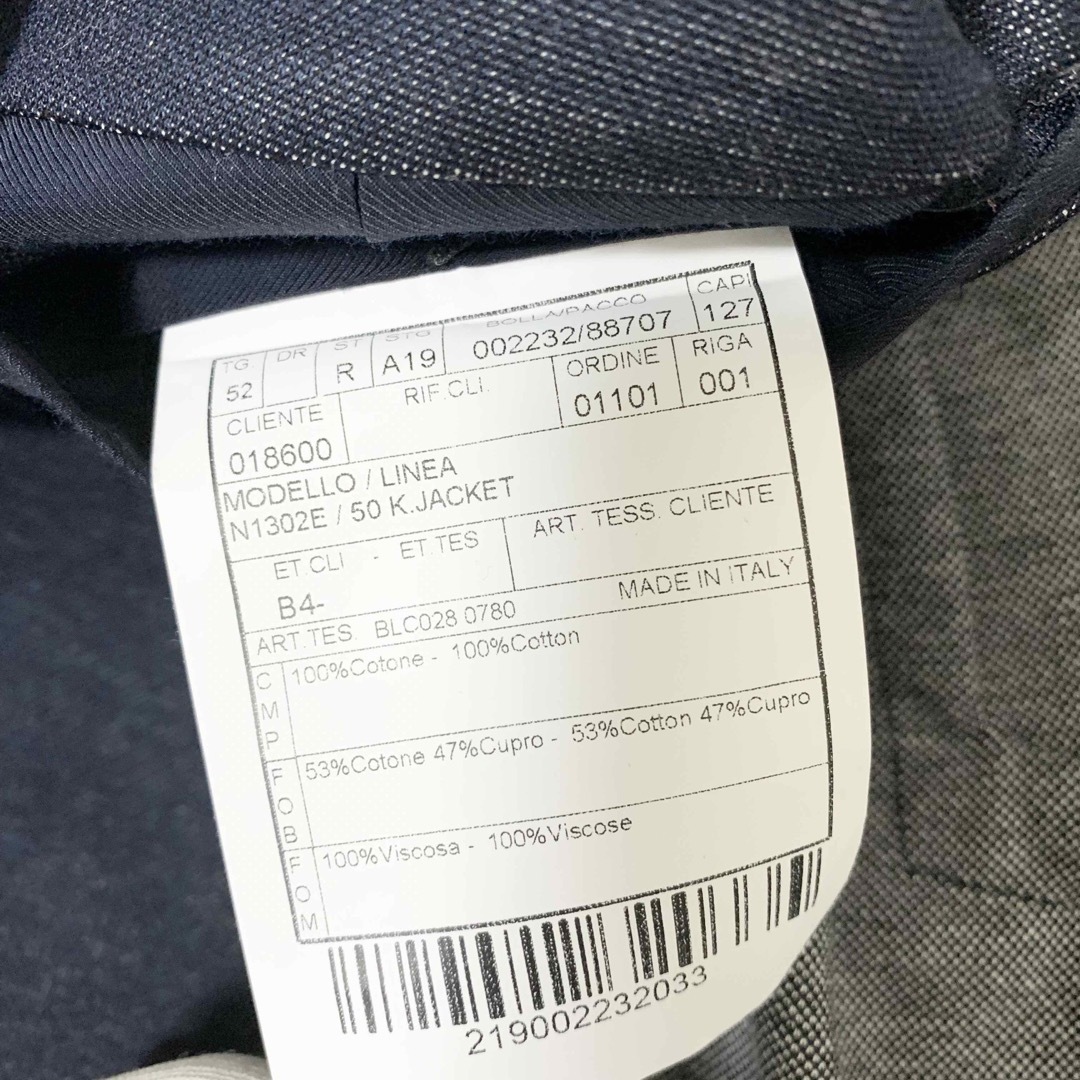 TG DR ST STG BOLLA/PACCO CAPI
52 R A19 002232/88707 127
CLIENTE RIF.CLI. ORDINE RIGA
018600 01101 001
MODELLO / LINEA
N1302E / 50 K.JACKET
ET.CLI - ET.TES ART. TESS. CLIENTE
B4-
ART.TES. BLC028 0780 MADE IN ITALY
CMP 100%Cotone - 100%Cotton
FOB 53%Cotone 47%Cupro - 53%Cotton 47%Cupro
FOM 100%Viscosa - 100%Viscose
219002232033